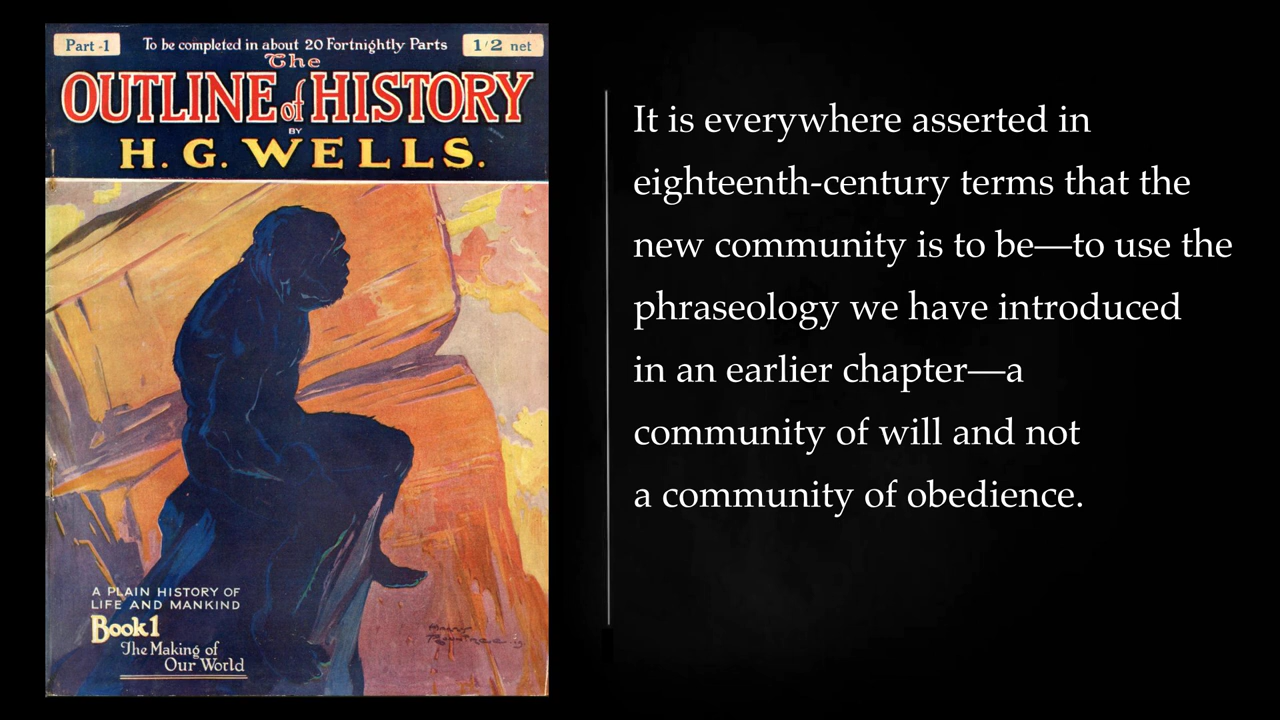 Part -1
To be completed in about 20 Fortnightly Parts
1/2 net
The
OUTLINE of HISTORY
BY
H. G. WELLS.
A PLAIN HISTORY OF
LIFE AND MANKIND
Book 1
The Making of
Our World
It is everywhere asserted in
eighteenth-century terms that the
new community is to be—to use the
phraseology we have introduced
in an earlier chapter—a
community of will and not
a community of obedience.